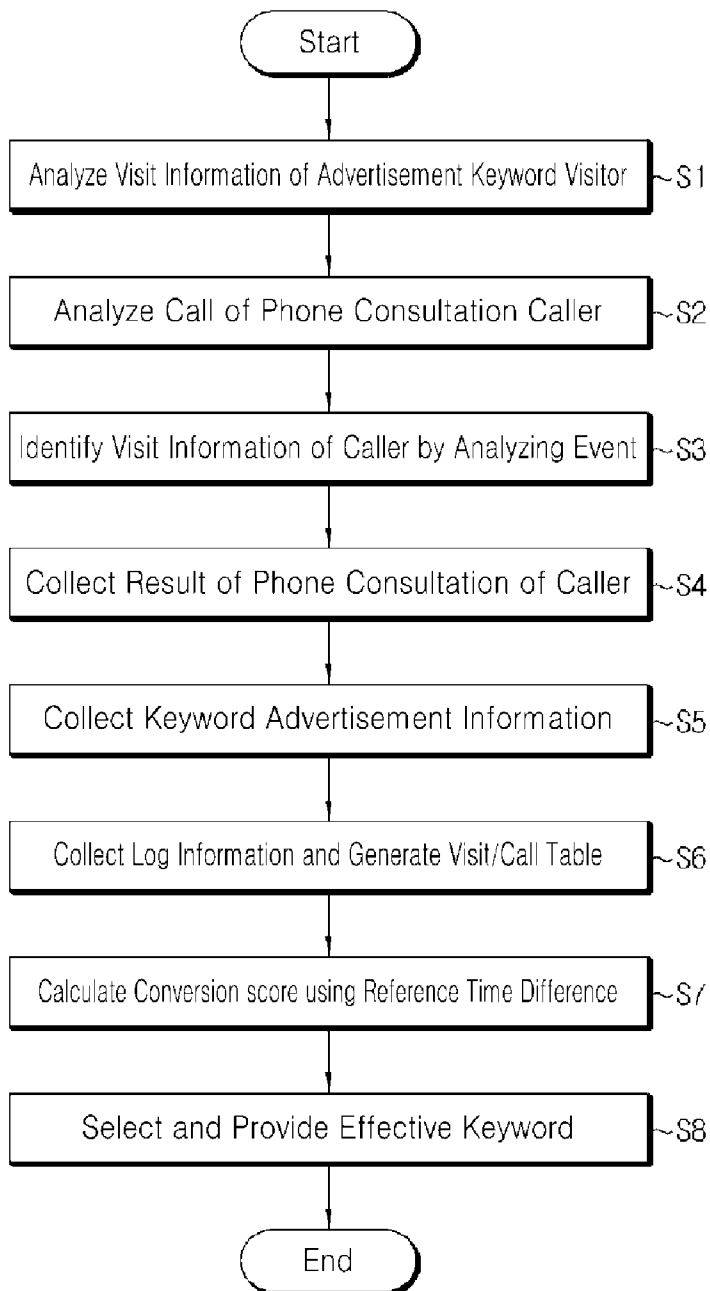 Start
Analyze Visit Information of Advertisement Keyword Visitor ~S1
Analyze Call of Phone Consultation Caller ~S2
Identify Visit Information of Caller by Analyzing Event ~S3
Collect Result of Phone Consultation of Caller ~S4
Collect Keyword Advertisement Information ~S5
Collect Log Information and Generate Visit/Call Table ~S6
Calculate Conversion score using Reference Time Difference ~S7
Select and Provide Effective Keyword ~S8
End